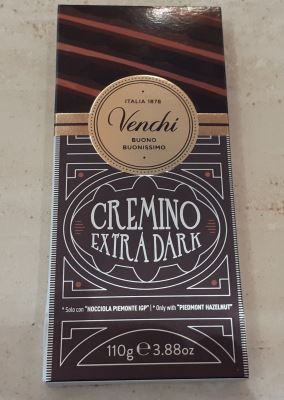 ITALIA 1878
Venchi
BUONO
BUONISSIMO
CREMINO
EXTRA DARK
* Solo con "NOCCIOLA PIEMONTE IGP" | * Only with "PIEDMONT HAZELNUT"
110g e 3.88oz